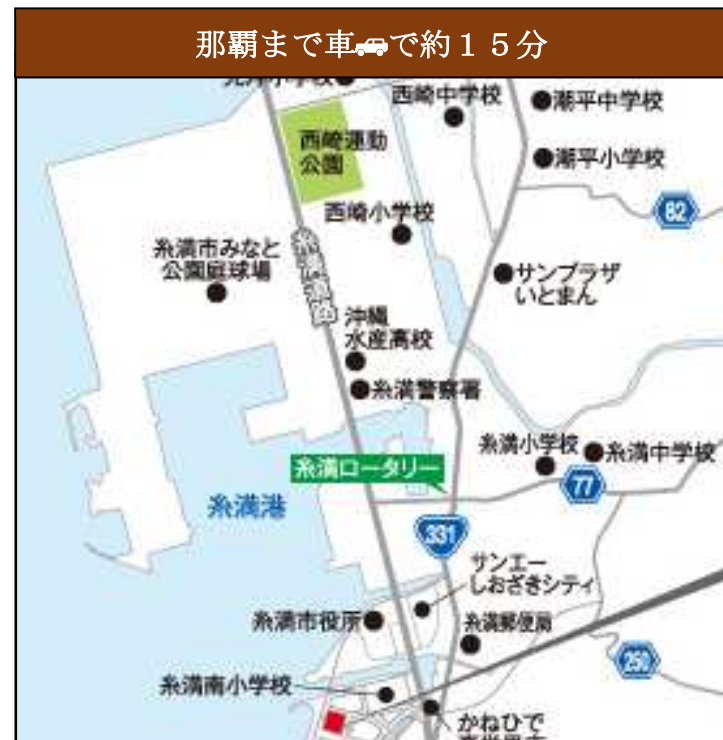 那覇まで車🚗で約１５分
西崎中学校
潮平中学校
西崎運動
公園
潮平小学校
西崎小学校
82
糸満市みなと
公園庭球場
糸満道路
サンプラザ
いとまん
沖縄
水産高校
糸満警察署
糸満小学校
糸満中学校
糸満ロータリー
77
糸満港
331
サンエー
しおざきシティ
糸満市役所
糸満郵便局
250
糸満南小学校
かねひで